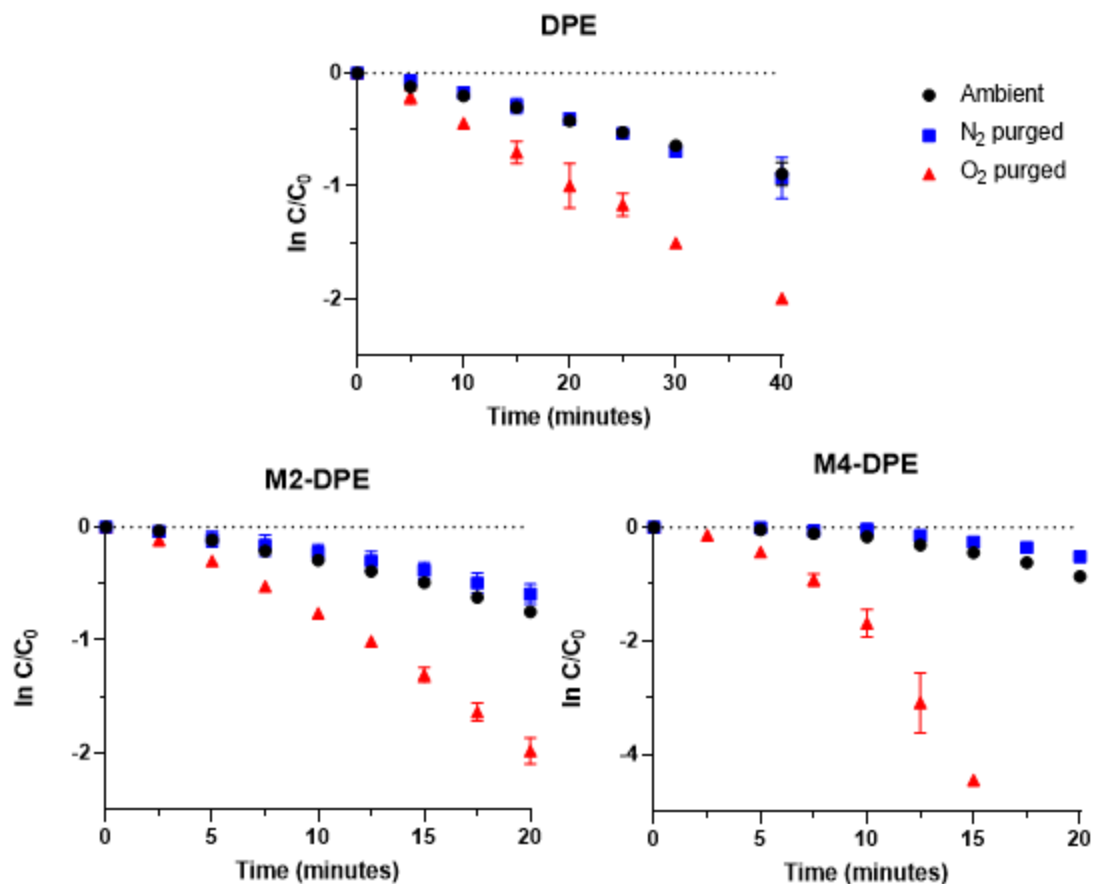 DPE
0
-1
-2
ln C/C₀
0 10 20 30 40
Time (minutes)
Ambient
N₂ purged
O₂ purged
M2-DPE
0
-1
-2
ln C/C₀
0 5 10 15 20
Time (minutes)
M4-DPE
0
-2
-4
ln C/C₀
0 5 10 15 20
Time (minutes)